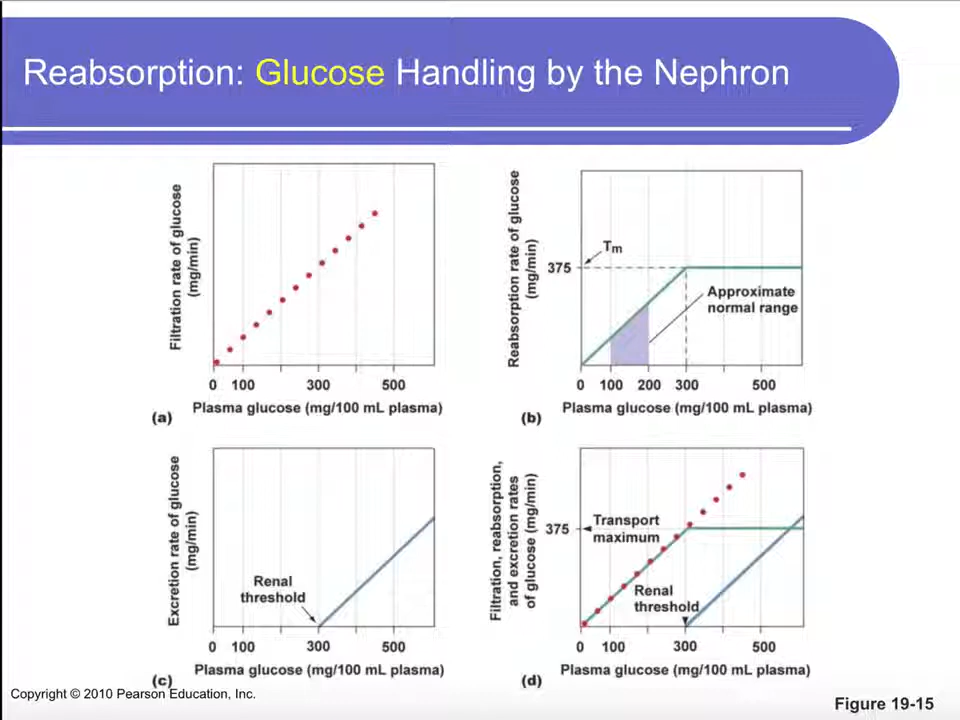 Reabsorption: Glucose Handling by the Nephron
Filtration rate of glucose
(mg/min)
0 100 300 500
Plasma glucose (mg/100 mL plasma)
(a)
Reabsorption rate of glucose
(mg/min)
Tm
375
Approximate
normal range
0 100 200 300 500
Plasma glucose (mg/100 mL plasma)
(b)
Excretion rate of glucose
(mg/min)
Renal
threshold
0 100 300 500
Plasma glucose (mg/100 mL plasma)
(c)
Filtration, reabsorption,
and excretion rates
of glucose (mg/min)
375
Transport
maximum
Renal
threshold
0 100 300 500
Plasma glucose (mg/100 mL plasma)
(d)
Copyright © 2010 Pearson Education, Inc.
Figure 19-15